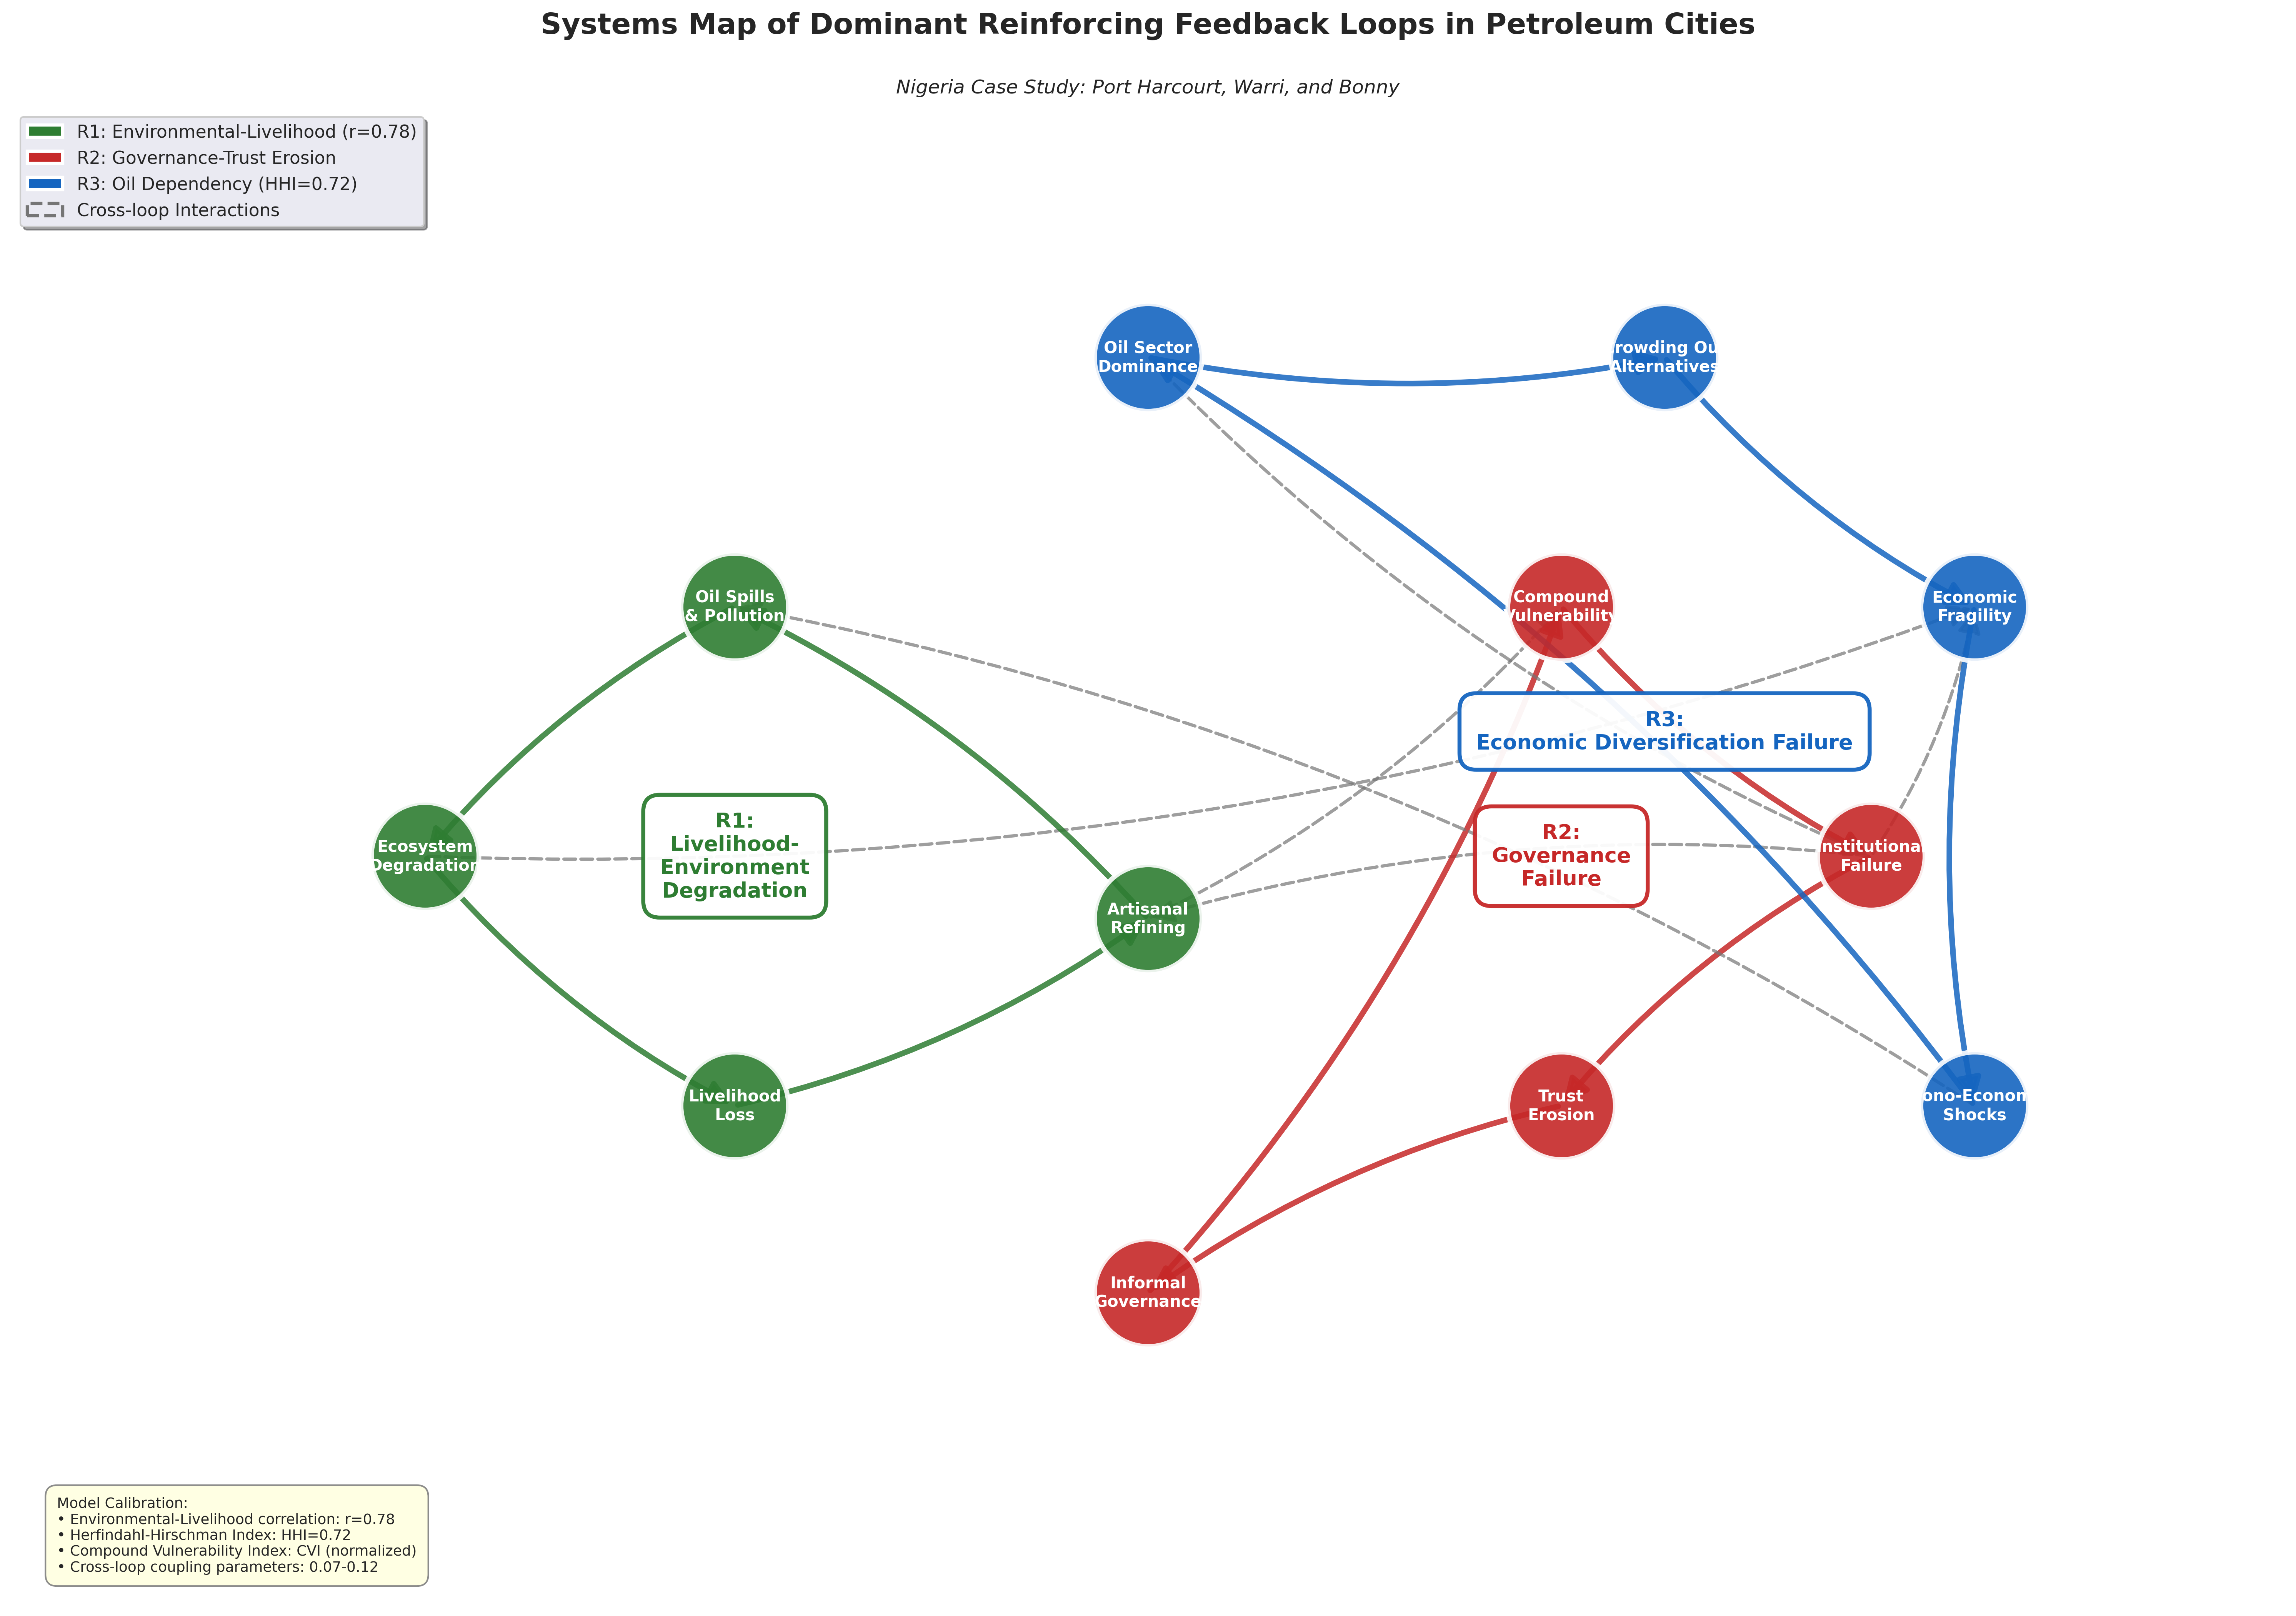 Systems Map of Dominant Reinforcing Feedback Loops in Petroleum Cities
Nigeria Case Study: Port Harcourt, Warri, and Bonny
R1: Environmental-Livelihood (r=0.78)
R2: Governance-Trust Erosion
R3: Oil Dependency (HHI=0.72)
Cross-loop Interactions
Oil Sector
Dominance
rowding Ou
Alternatives
Oil Spills
& Pollution
Compound
Vulnerability
Economic
Fragility
R3:
Economic Diversification Failure
Ecosystem
Degradation
R1:
Livelihood-
Environment
Degradation
R2:
Governance
Failure
nstitutiona
Failure
Artisanal
Refining
Livelihood
Loss
Trust
Erosion
ono-Econom
Shocks
Informal
Governance
Model Calibration:
• Environmental-Livelihood correlation: r=0.78
• Herfindahl-Hirschman Index: HHI=0.72
• Compound Vulnerability Index: CVI (normalized)
• Cross-loop coupling parameters: 0.07-0.12